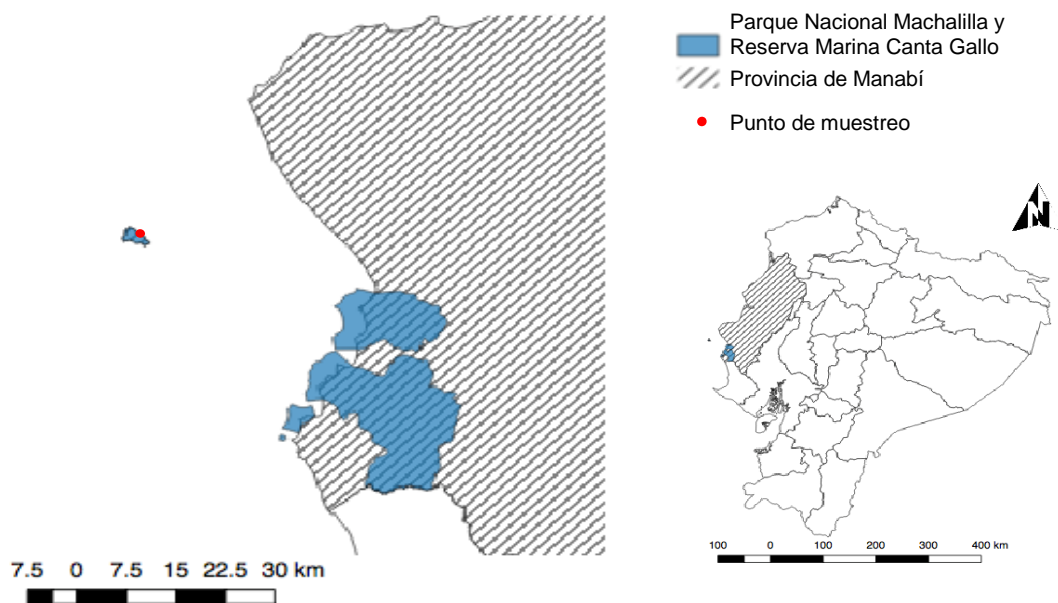 Parque Nacional Machalilla y
Reserva Marina Canta Gallo
Provincia de Manabí
Punto de muestreo
N
7.5 0 7.5 15 22.5 30 km
100 0 100 200 300 400 km